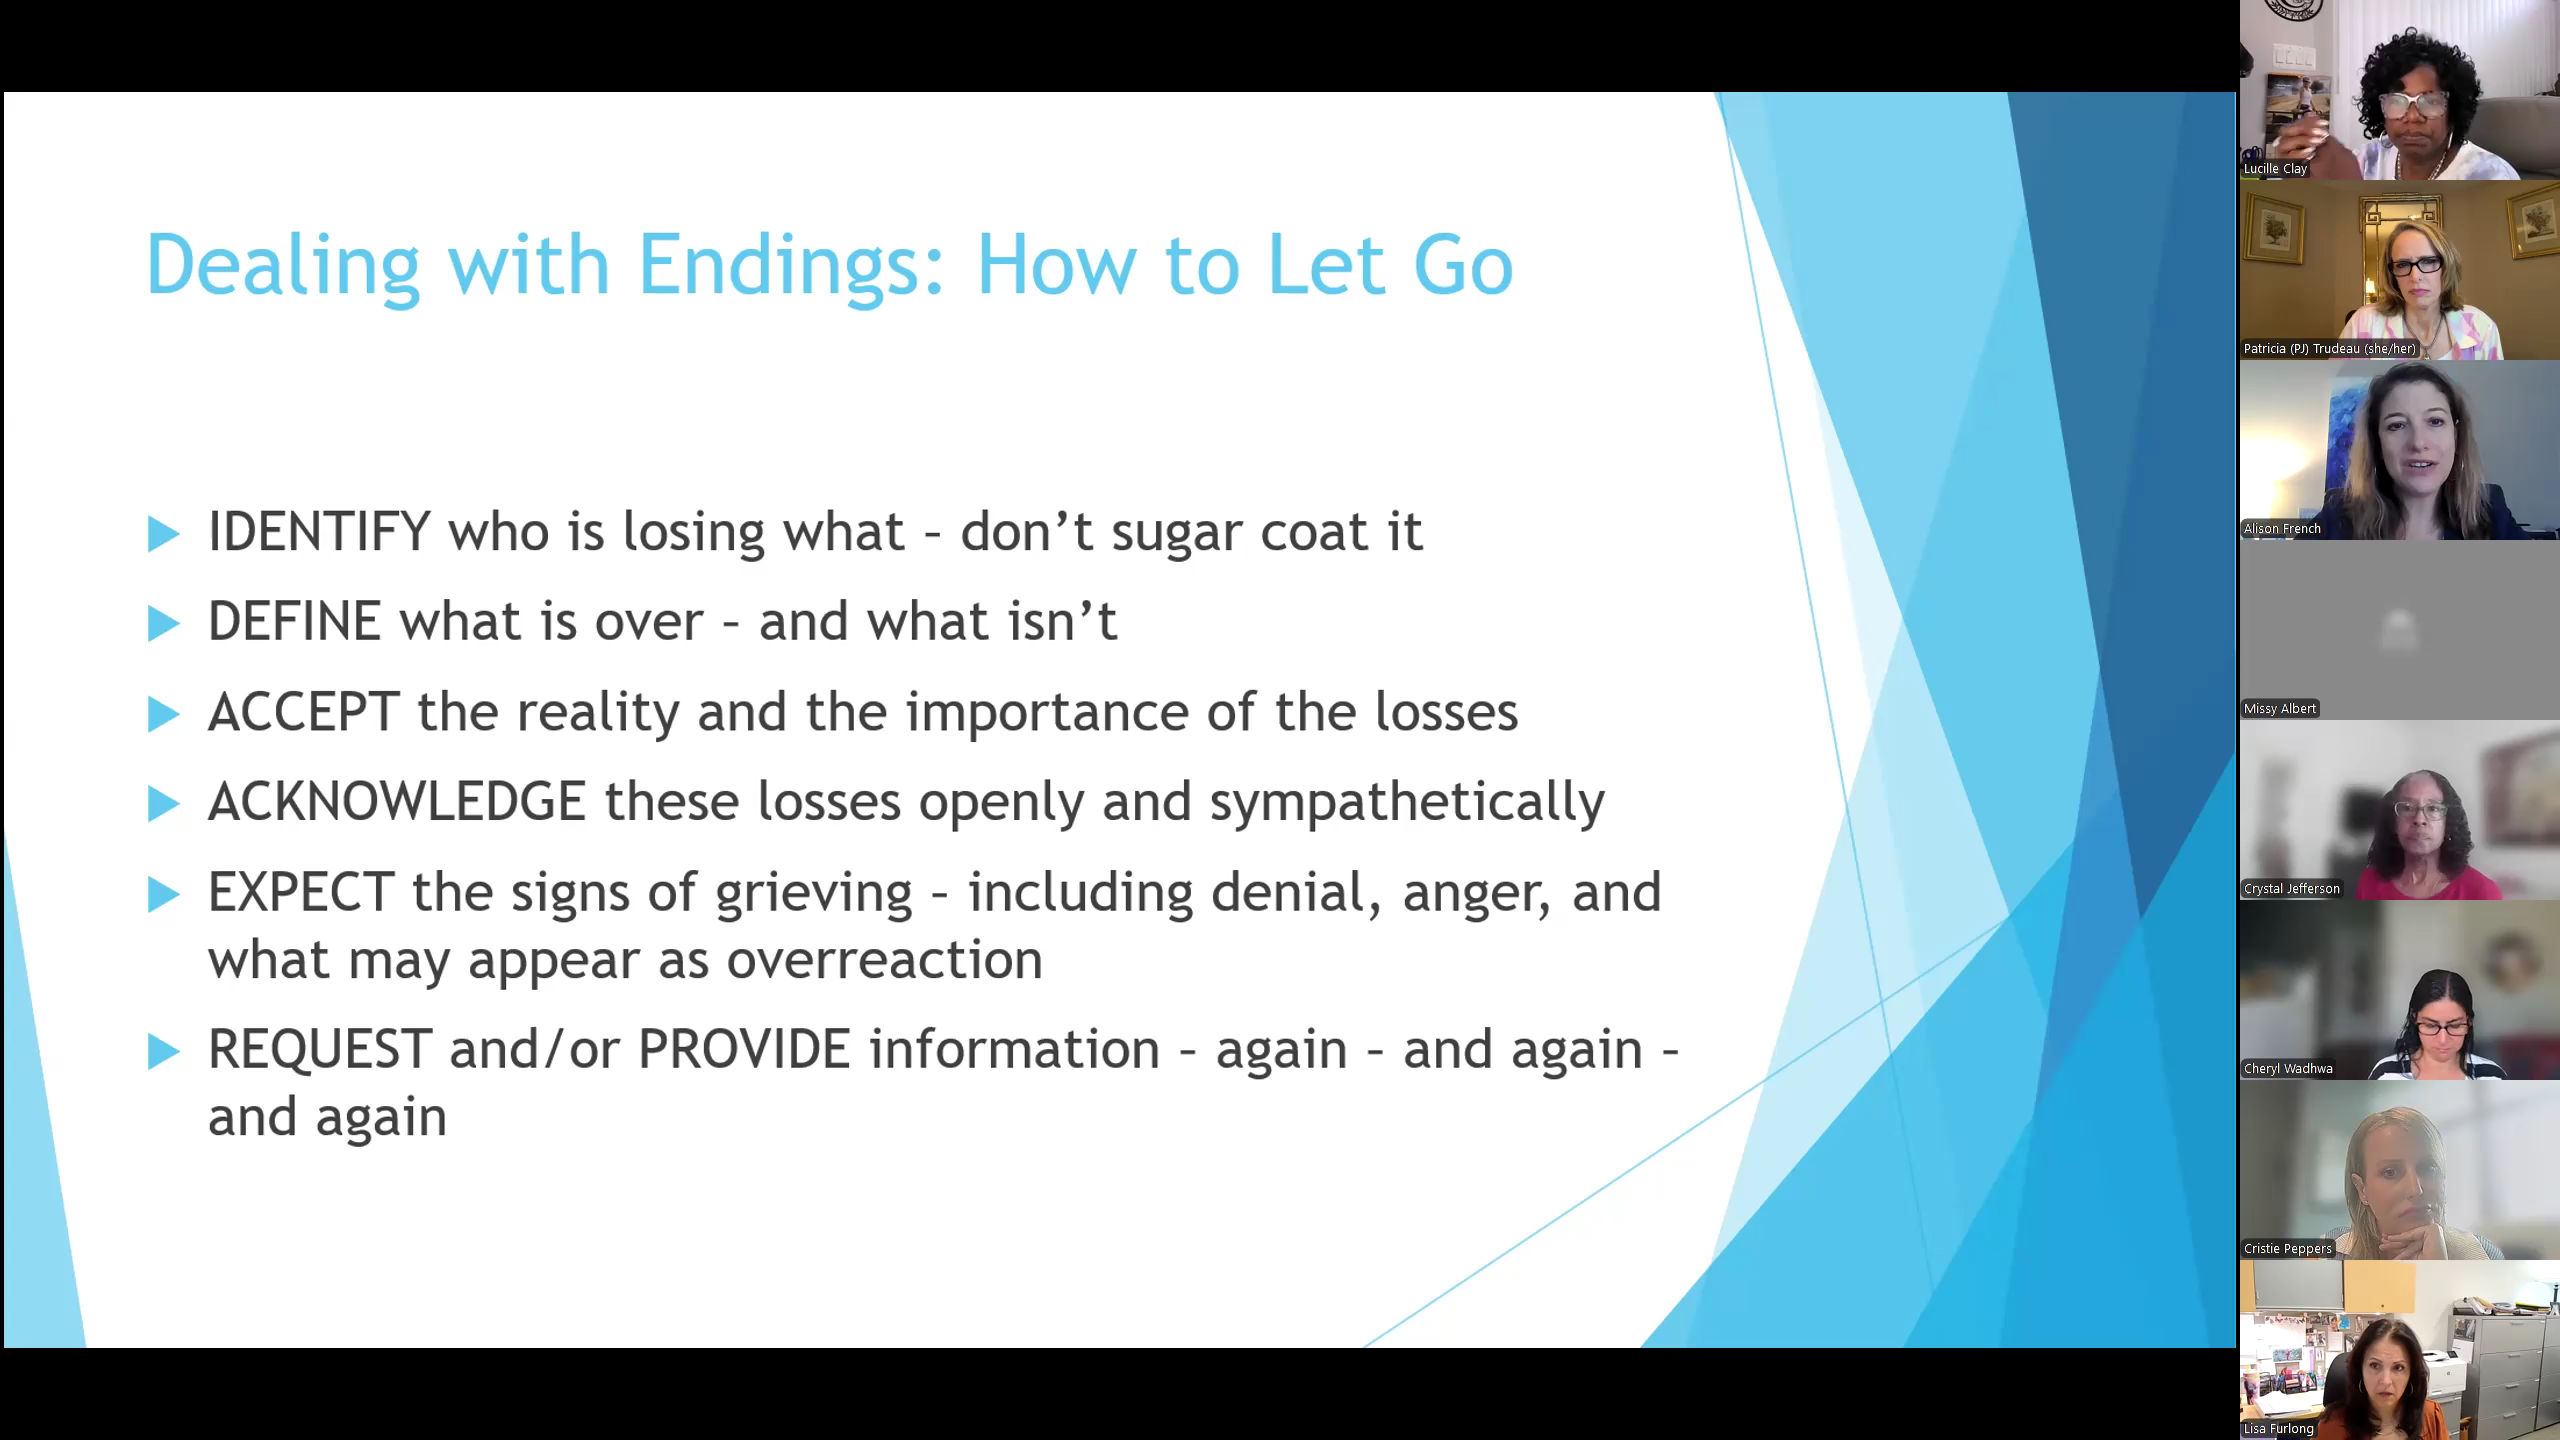 Dealing with Endings: How to Let Go
IDENTIFY who is losing what – don’t sugar coat it
DEFINE what is over – and what isn’t
ACCEPT the reality and the importance of the losses
ACKNOWLEDGE these losses openly and sympathetically
EXPECT the signs of grieving – including denial, anger, and
what may appear as overreaction
REQUEST and/or PROVIDE information – again – and again –
and again
Lucille Clay
Patricia (PJ) Trudeau (she/her)
Alison French
Missy Albert
Crystal Jefferson
Cheryl Wadhwa
Cristie Peppers
Lisa Furlong